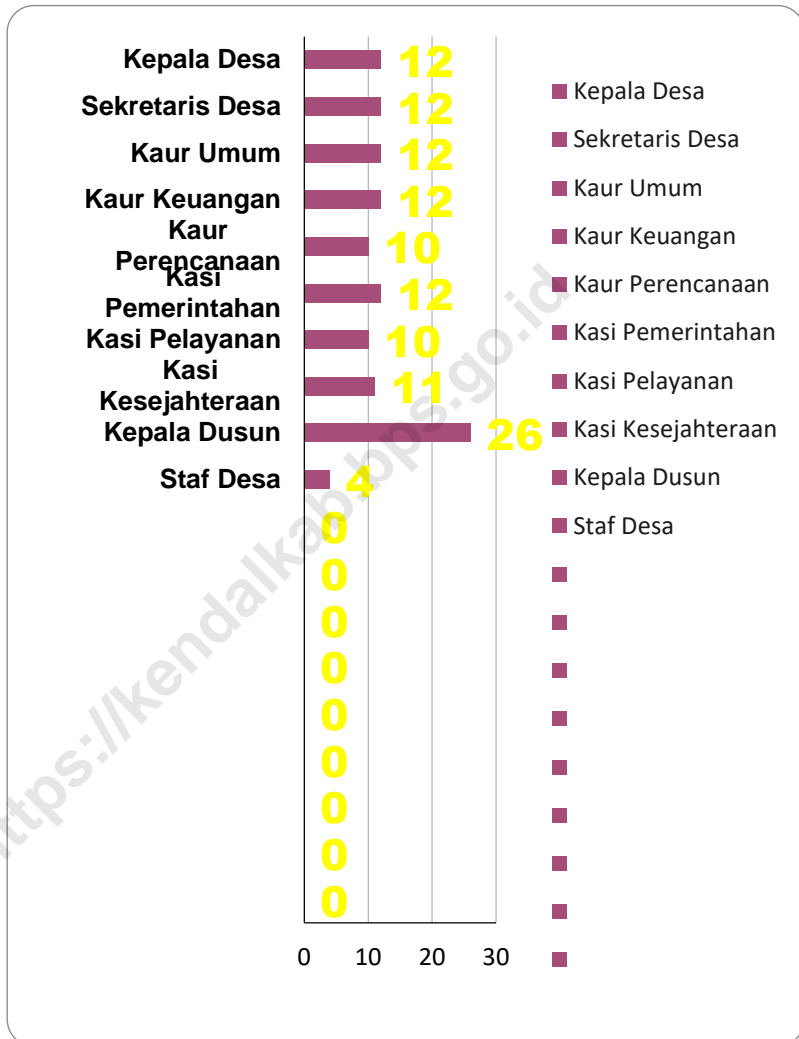 Kepala Desa
12
Sekretaris Desa
12
Kaur Umum
12
Kaur Keuangan
12
Kaur
Perencanaan
10
Kasi
Pemerintahan
12
Kasi Pelayanan
10
Kasi
Kesejahteraan
11
Kepala Dusun
26
Staf Desa
4
0
0
0
0
0
0
0
0
0
0 10 20 30
Kepala Desa
Sekretaris Desa
Kaur Umum
Kaur Keuangan
Kaur Perencanaan
Kasi Pemerintahan
Kasi Pelayanan
Kasi Kesejahteraan
Kepala Dusun
Staf Desa
https://kendalkab.bps.go.id